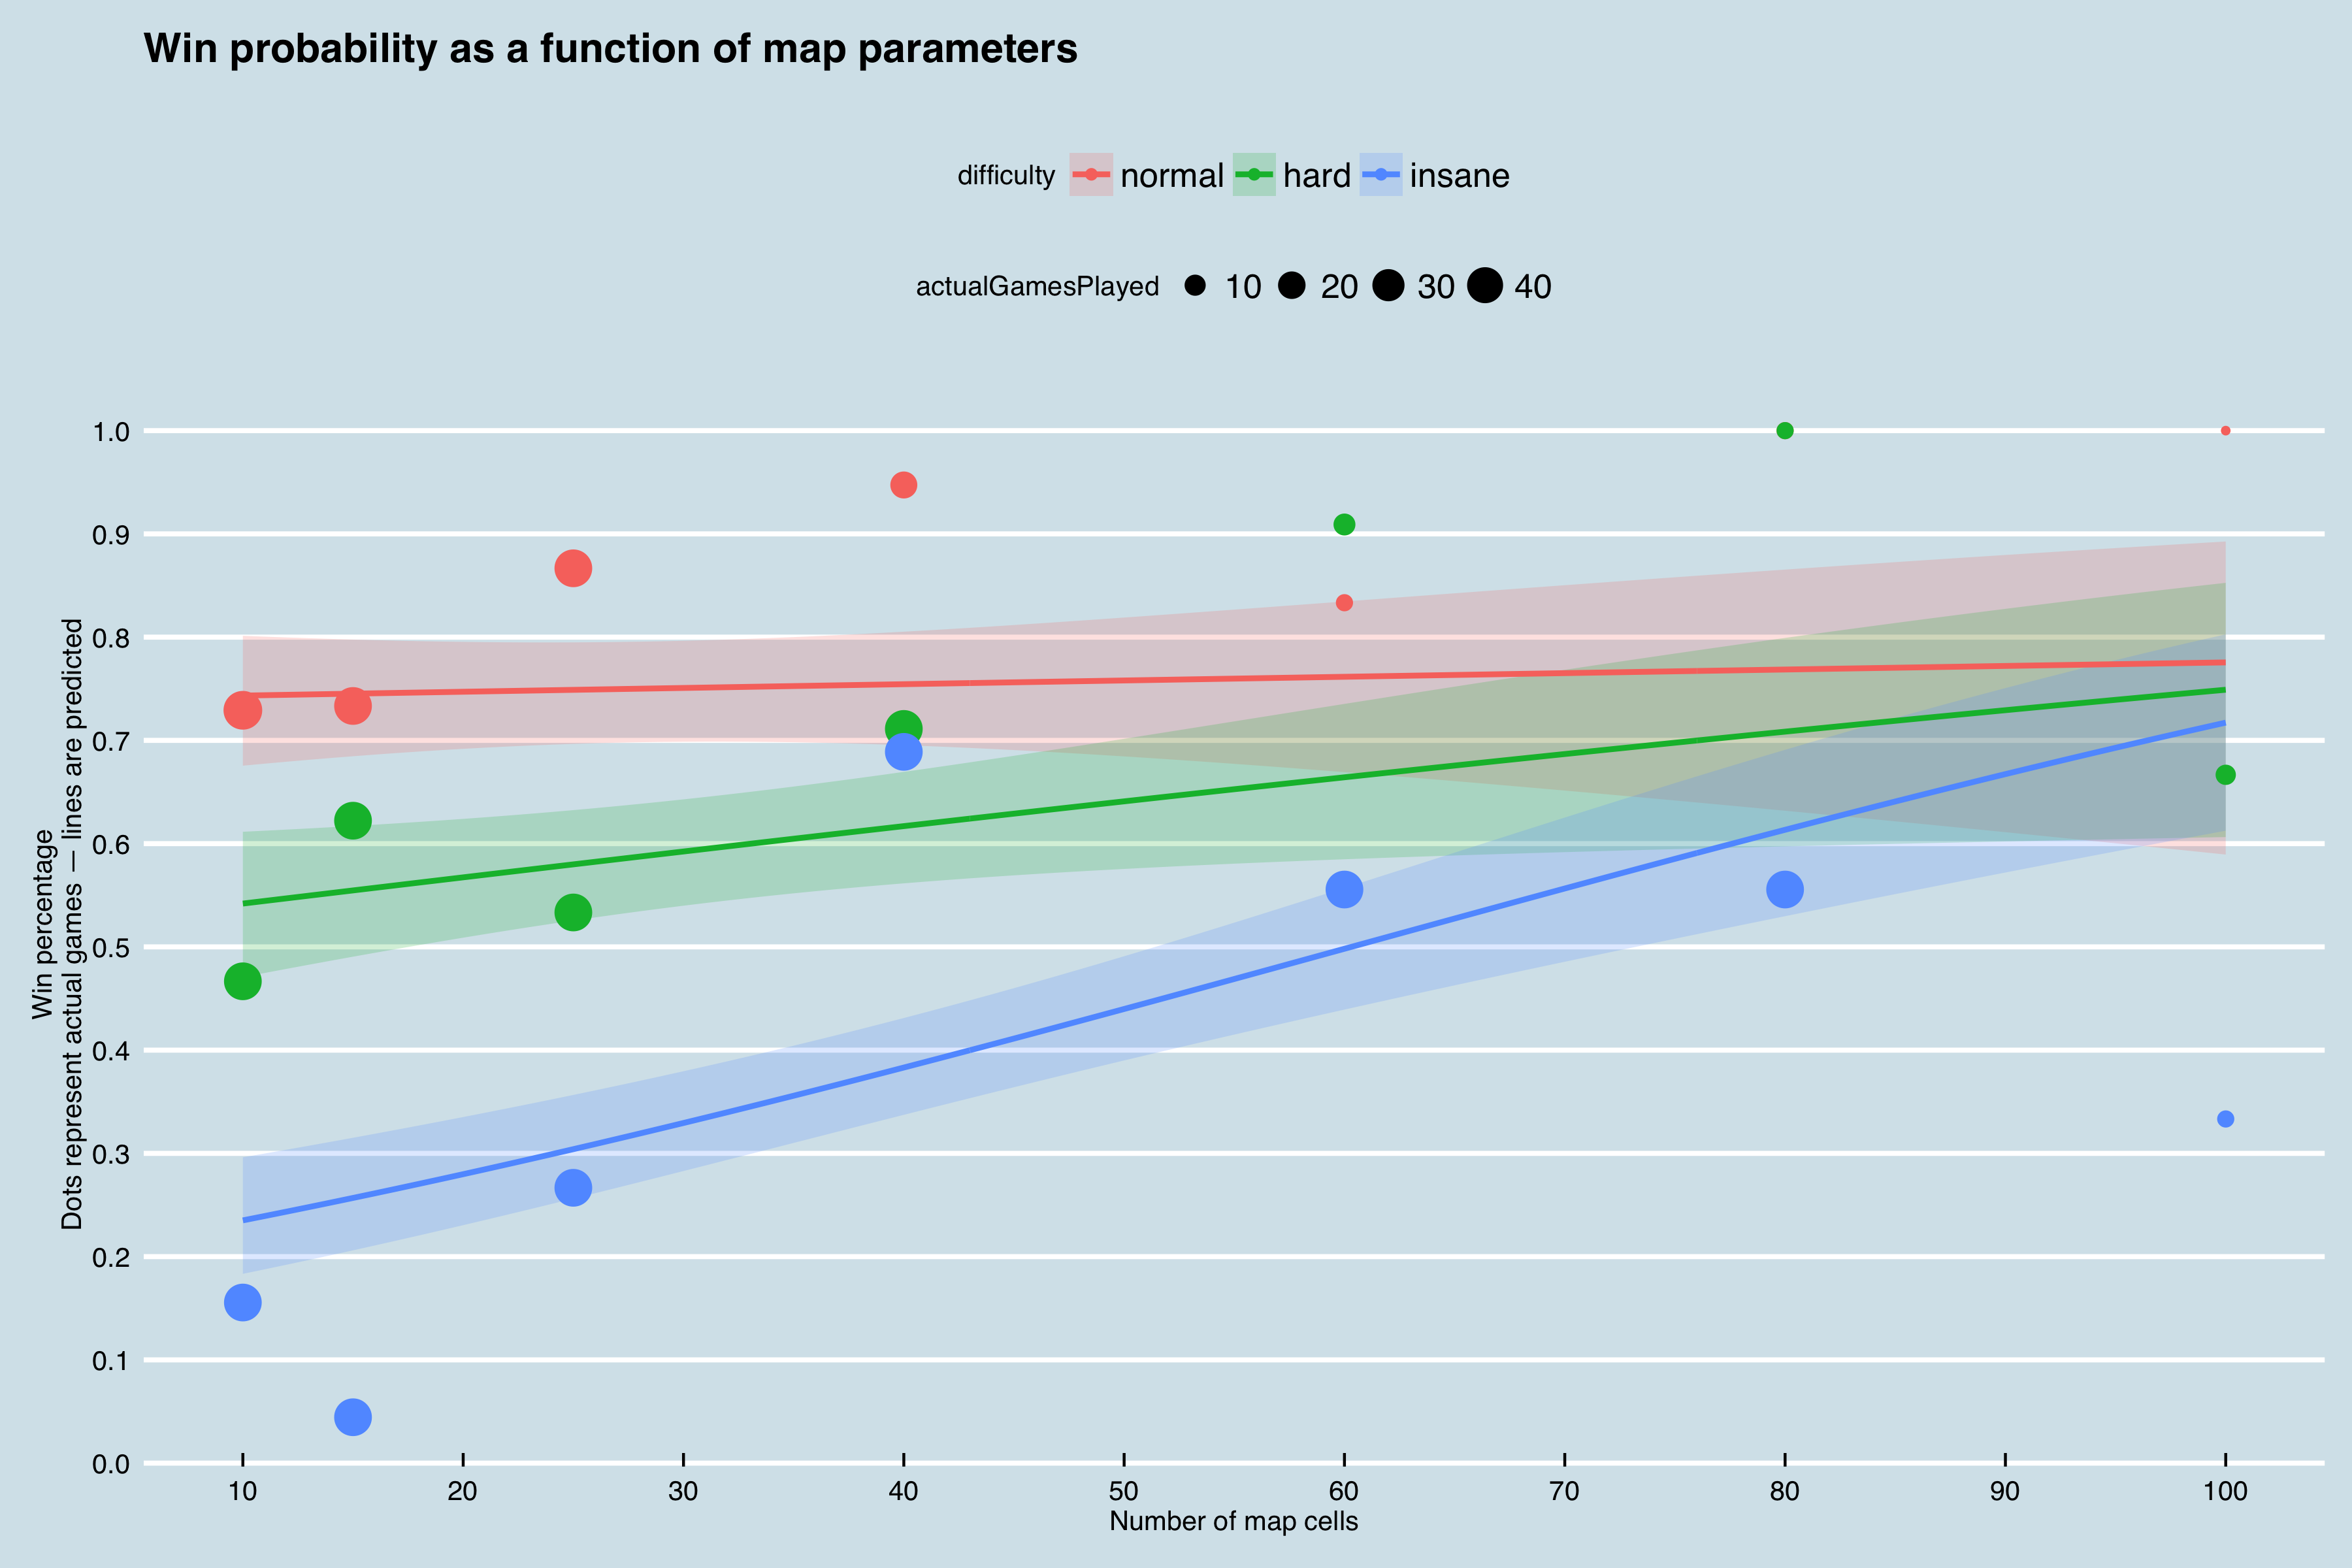 Win probability as a function of map parameters
difficulty normal hard insane
actualGamesPlayed 10 20 30 40
Win percentage
Dots represent actual games — lines are predicted
1.0
0.9
0.8
0.7
0.6
0.5
0.4
0.3
0.2
0.1
0.0
10 20 30 40 50 60 70 80 90 100
Number of map cells